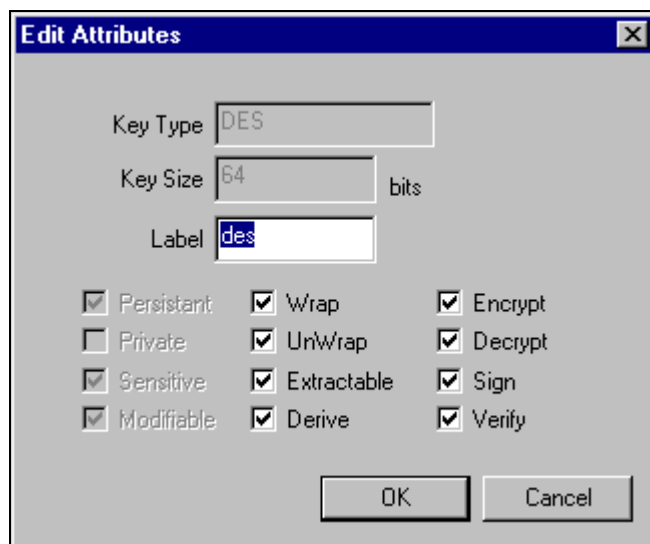 Edit Attributes
Key Type DES
Key Size 64 bits
Label des
Persistant Wrap Encrypt
Private UnWrap Decrypt
Sensitive Extractable Sign
Modifiable Derive Verify
OK Cancel